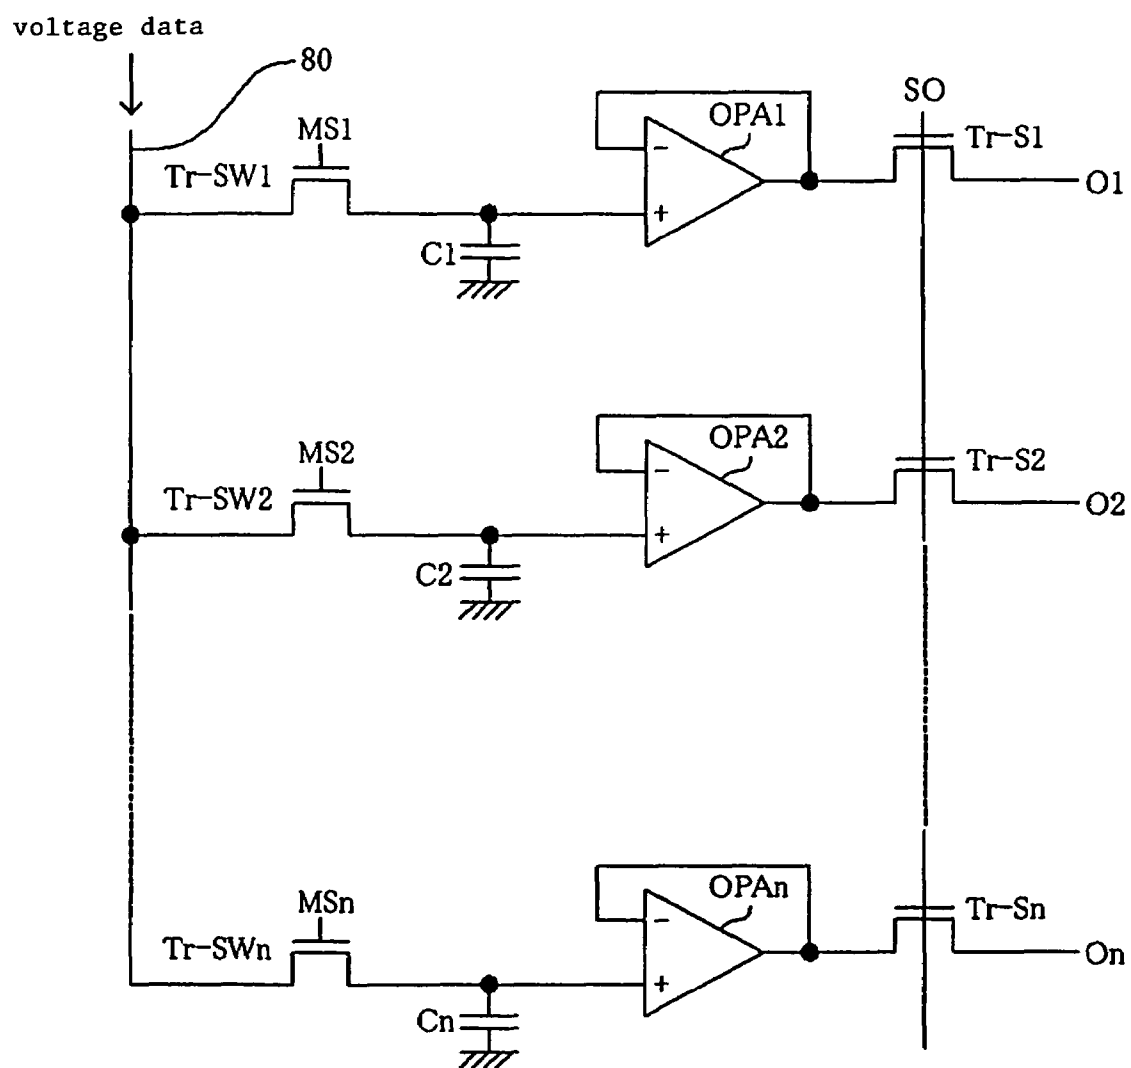 voltage data
80
SO
MS1
OPA1
Tr-S1
Tr-SW1
-
O1
+
C1
MS2
OPA2
Tr-S2
Tr-SW2
-
O2
+
C2
MSn
OPAn
Tr-Sn
Tr-SWn
-
On
+
Cn